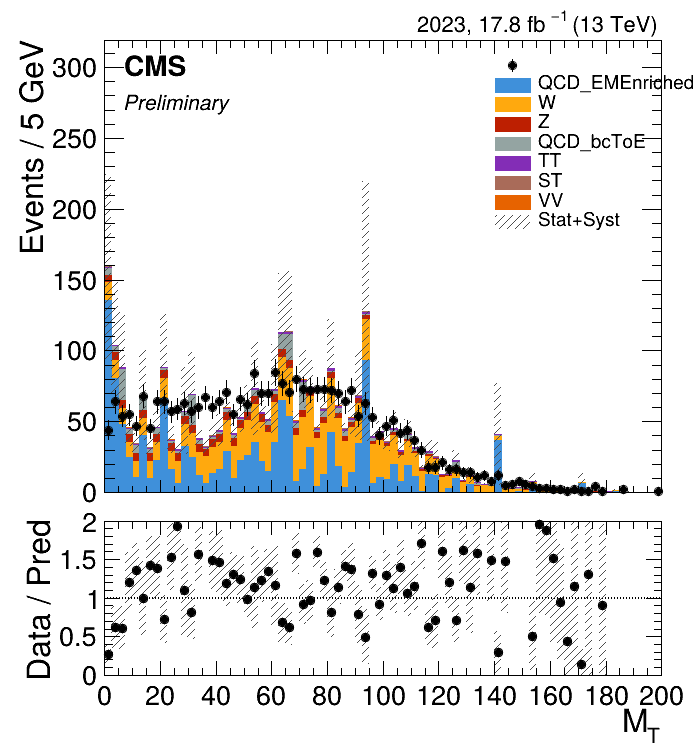 2023, 17.8 fb⁻¹ (13 TeV)
Events / 5 GeV
300
250
200
150
100
50
0
CMS
Preliminary
QCD_EMEnriched
W
Z
QCD_bcToE
TT
ST
VV
Stat+Syst
Data / Pred
2
1.5
1
0.5
0
0 20 40 60 80 100 120 140 160 180 200
M_T